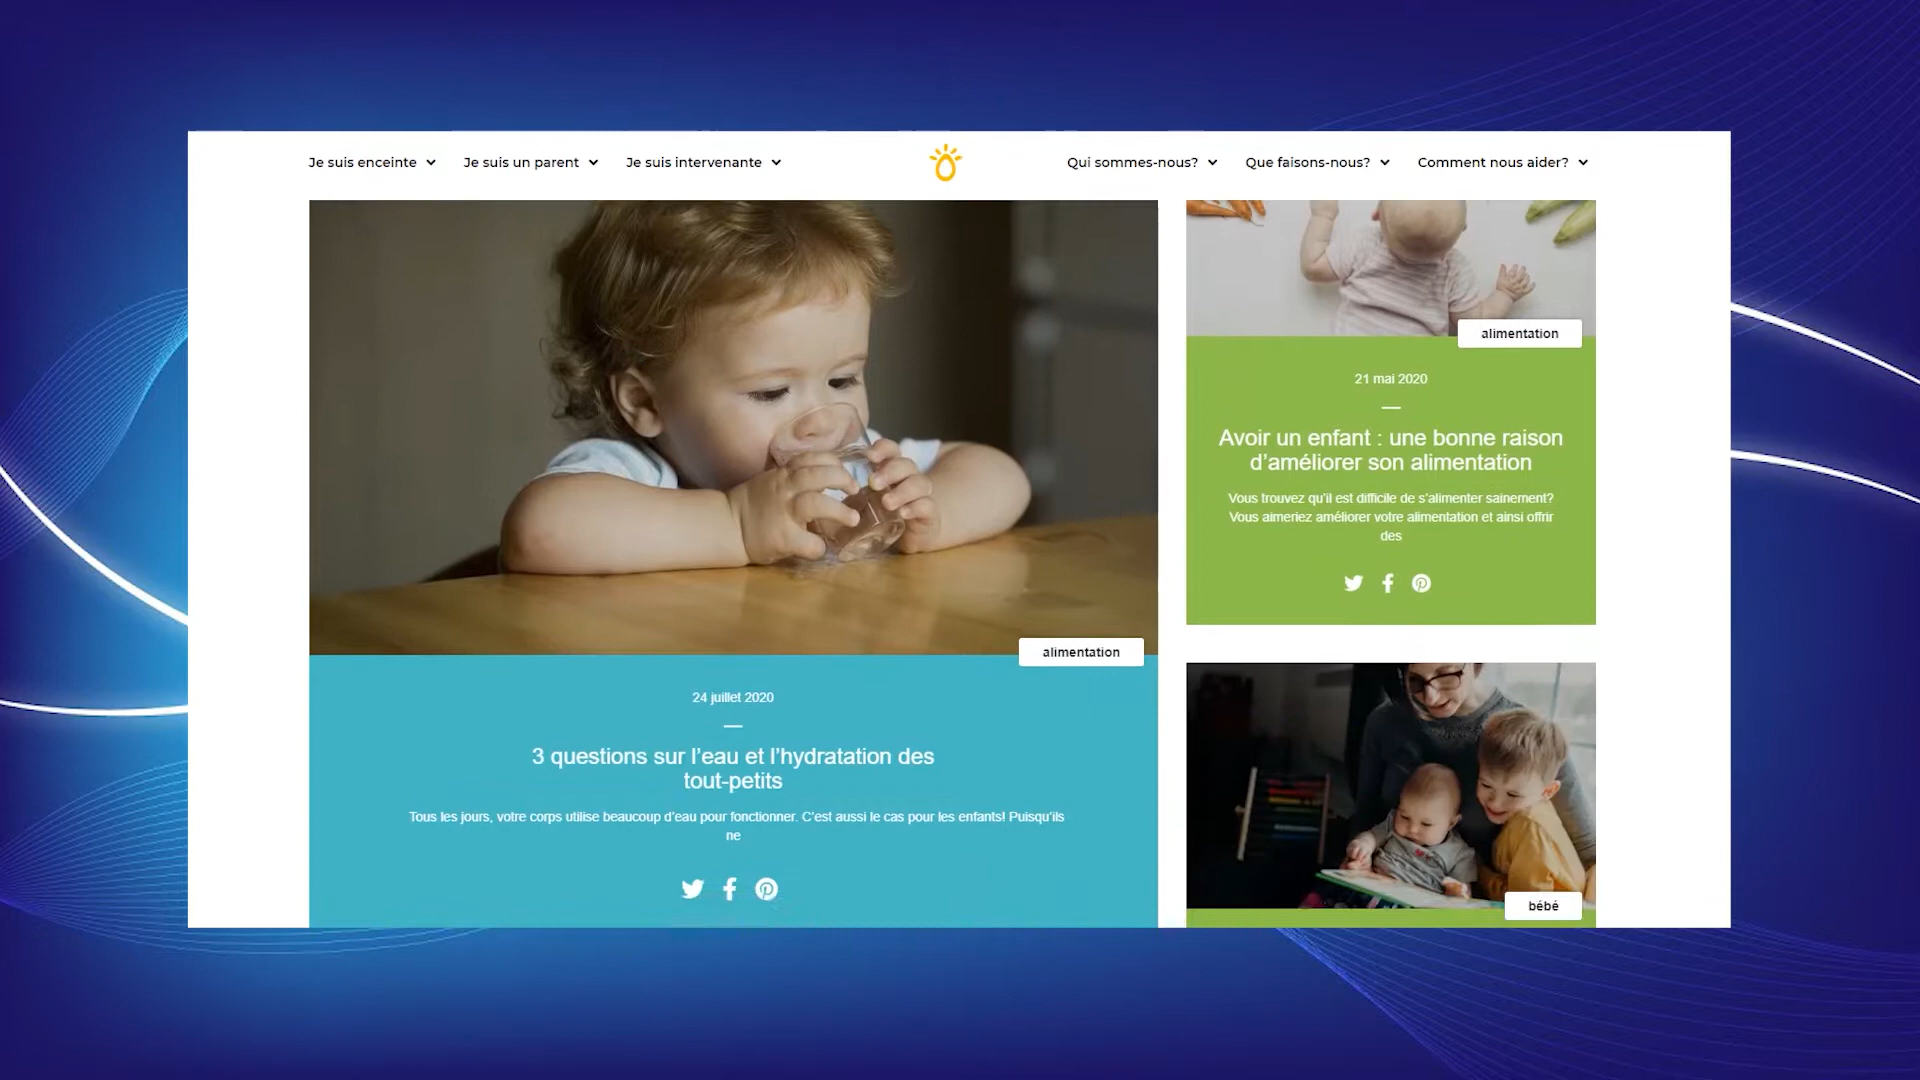 Je suis enceinte
Je suis un parent
Je suis intervenante
Qui sommes-nous?
Que faisons-nous?
Comment nous aider?
alimentation
24 juillet 2020
3 questions sur l’eau et l’hydratation des
tout-petits
Tous les jours, votre corps utilise beaucoup d’eau pour fonctionner. C’est aussi le cas pour les enfants! Puisqu’ils
ne
alimentation
21 mai 2020
Avoir un enfant : une bonne raison
d’améliorer son alimentation
Vous trouvez qu’il est difficile de s’alimenter sainement?
Vous aimeriez améliorer votre alimentation et ainsi offrir
des
bébé